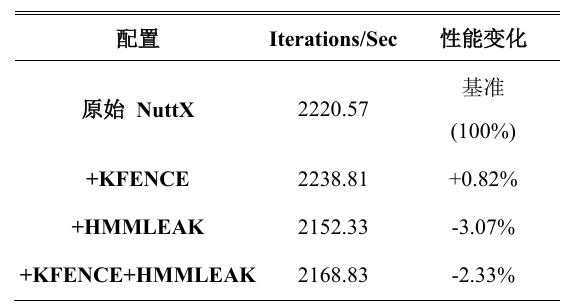 配置 Iterations/Sec 性能变化
原始 NuttX 2220.57 基准
(100%)
+KFENCE 2238.81 +0.82%
+HMMLEAK 2152.33 -3.07%
+KFENCE+HMMLEAK 2168.83 -2.33%